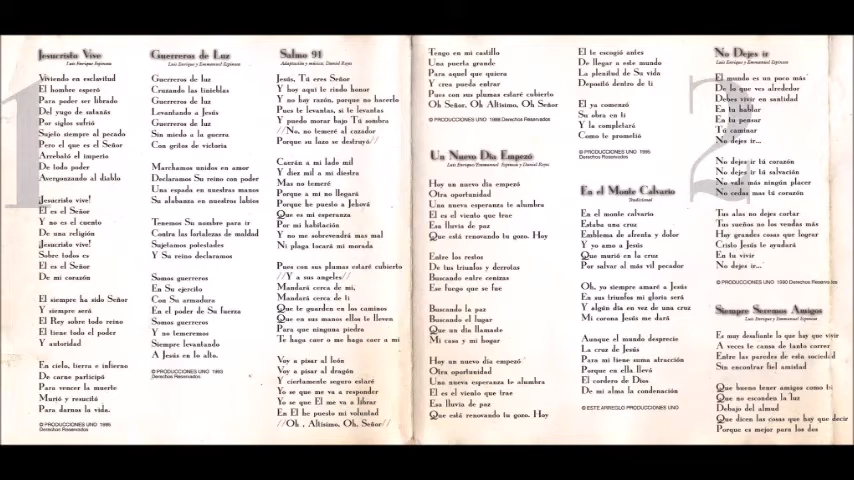 Jesucristo Vive
Luis Enrique Espinosa
Viviendo en esclavitud
El hombre esperó
Para poder ser librado
Del yugo de satanás
Por siglos sufrió
Sujeto siempre al pecado
Pero el que es el Señor
Arrebató el imperio
De todo poder
Avergonzando al diablo
¡Jesucristo vive!
El es el Señor
Y no es el cuento
De una religión
¡Jesucristo vive!
Sobre todos es
El es el Señor
De mi corazón
El siempre ha sido Señor
Y siempre será
El Rey sobre todo reino
El tiene todo el poder
Y autoridad
En cielo, tierra e infierno
De carne participó
Para vencer la muerte
Murió y resucitó
Para darnos la vida.
© PRODUCCIONES UNO 1995
Derechos Reservados
Guerreros de Luz
Luis Enrique y Emmanuel Espinosa
Guerreros de luz
Cruzando las tinieblas
Guerreros de luz
Levantando a Jesús
Guerreros de luz
Sin miedo a la guerra
Con gritos de victoria
Marchamos unidos en amor
Declaramos Su reino con poder
Una espada en nuestras manos
Su alabanza en nuestros labios
Tenemos Su nombre para ir
Contra las fortalezas de maldad
Sujetamos potestades
Y Su reino declaramos
Somos guerreros
En Su ejercito
Con Su armadura
En el poder de Su fuerza
Somos guerreros
Y no temeremos
Siempre levantando
A Jesús en lo alto.
© PRODUCCIONES UNO 1993
Derechos Reservados
Salmo 91
Adaptación y música: Daniel Reyes
Jesús, Tú eres Señor
Y hoy aquí te rindo honor
Y no hay razón, porque no hacerlo
Pues te levantas, si te levantas
Y puedo morar bajo Tú sombra
//No, no temeré al cazador
Porque su lazo se destruyó//
Caerán a mi lado mil
Y diez mil a mi diestra
Mas no temeré
Porque a mi no llegará
Porque he puesto a Jehová
Que es mi esperanza
Por mi habitación
Y no me sobrevendrá mas mal
Ni plaga tocará mi morada
Pues con sus plumas estaré cubierto
//Y a sus angeles//
Mandará cerca de mi,
Mandará cerca de ti
Que te guarden en los caminos
Que en sus manos ellos te lleven
Para que ninguna piedra
Te haga caer o me haga caer a mi
Voy a pisar al león
Voy a pisar al dragón
Y ciertamente seguro estaré
Yo se que me va a responder
Yo se que El me va a librar
En El he puesto mi voluntad
//Oh , Altísimo, Oh, Señor//
Tengo en mi castillo
Una puerta grande
Para aquel que quiera
Y crea pueda entrar
Pues con sus plumas estaré cubierto
Oh Señor, Oh Altísimo, Oh Señor
© PRODUCCIONES UNO 1988 Derechos Reservados
Un Nuevo Día Empezó
Luis Enrique/Emmanuel Espinosa y Daniel Reyes
Hoy un nuevo día empezó
Otra oportunidad
Una nueva esperanza te alumbra
El es el viento que trae
Esa lluvia de paz
Que está renovando tu gozo. Hoy
Entre los restos
De tus triunfos y derrotas
Buscando entre cenizas
Ese fuego que se fue
Buscando la paz
Buscando el lugar
Que un día llamaste
Mi casa y mi hogar
Hoy un nuevo día empezó
Otra oportunidad
Una nueva esperanza te alumbra
El es el viento que trae
Esa lluvia de paz
Que está renovando tu gozo. Hoy
El te escogió antes
De llegar a este mundo
La plenitud de Su vida
Depositó dentro de ti
El ya comenzó
Su obra en ti
Y la completará
Como te prometió
© PRODUCCIONES UNO 1995
Derechos Reservados
En el Monte Calvario
Tradicional
En el monte calvario
Estaba una cruz
Emblema de afrenta y dolor
Y yo amo a Jesús
Que murió en la cruz
Por salvar al más vil pecador
Oh, yo siempre amaré a Jesús
En sus triunfos mi gloria será
Y algún día en vez de una cruz
Mi corona Jesús me dará
Aunque el mundo desprecie
La cruz de Jesús
Para mi tiene suma atracción
Porque en ella llevó
El cordero de Dios
De mi alma la condenación
© ESTE ARREGLO PRODUCCIONES UNO
No Dejes ir
Luis Enrique y Emmanuel Espinosa
El mundo es un poco más
De lo que ves alrededor
Debes vivir en santidad
En tu hablar
En tu pensar
Tú caminar
No dejes ir...
No dejes ir tú corazón
No dejes ir tú salvación
No vale más ningún placer
No cedas mas tú corazón
Tus alas no dejes cortar
Tus sueños no los vendas más
Hay grandes cosas que lograr
Cristo Jesús te ayudará
En tu vivir
No dejes ir...
© PRODUCCIONES UNO 1990 Derechos Reservados
Siempre Seremos Amigos
Luis Enrique y Emmanuel Espinosa
Es muy desafiante lo que hay que vivir
A veces te cansa de tanto correr
Entre las paredes de esta sociedad
Sin encontrar fiel amistad
Que bueno tener amigos como tú
Que no esconden la luz
Debajo del almud
Que dicen las cosas que hay que decir
Porque es mejor para los dos